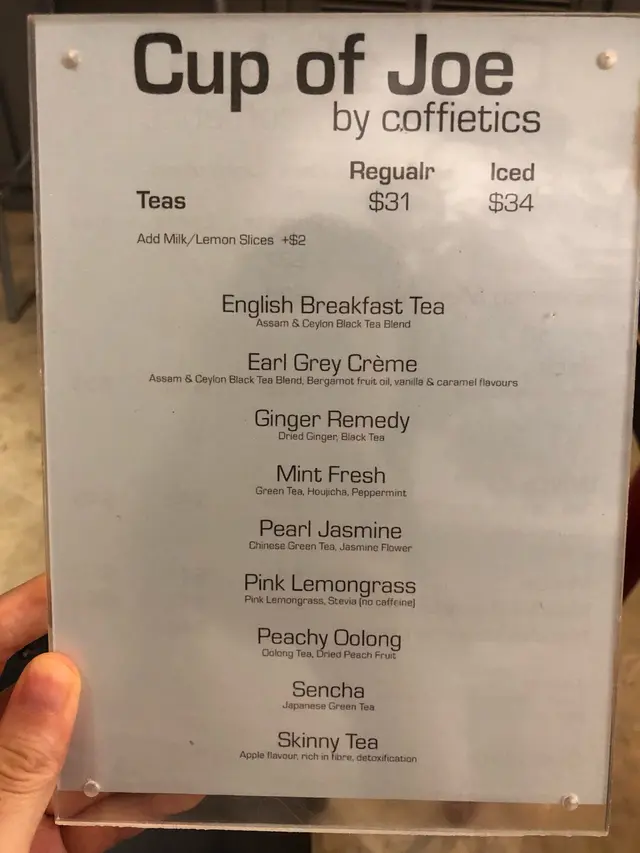 Cup of Joe
by coffietics
Regualr Iced
Teas $31 $34
Add Milk/Lemon Slices +$2
English Breakfast Tea
Assam & Ceylon Black Tea Blend
Earl Grey Crème
Assam & Ceylon Black Tea Blend, Bergamot fruit oil, vanille & caramel flavours
Ginger Remedy
Dried Ginger, Black Tea
Mint Fresh
Green Tea, Houjicha, Peppermint
Pearl Jasmine
Chinese Green Tea, Jasmine Flower
Pink Lemongrass
Pink Lemongrass, Stevia (no caffeine)
Peachy Oolong
Oolong Tea, Dried Peach Fruit
Sencha
Japanese Green Tea
Skinny Tea
Apple flavour, rich in fibre, detoxification